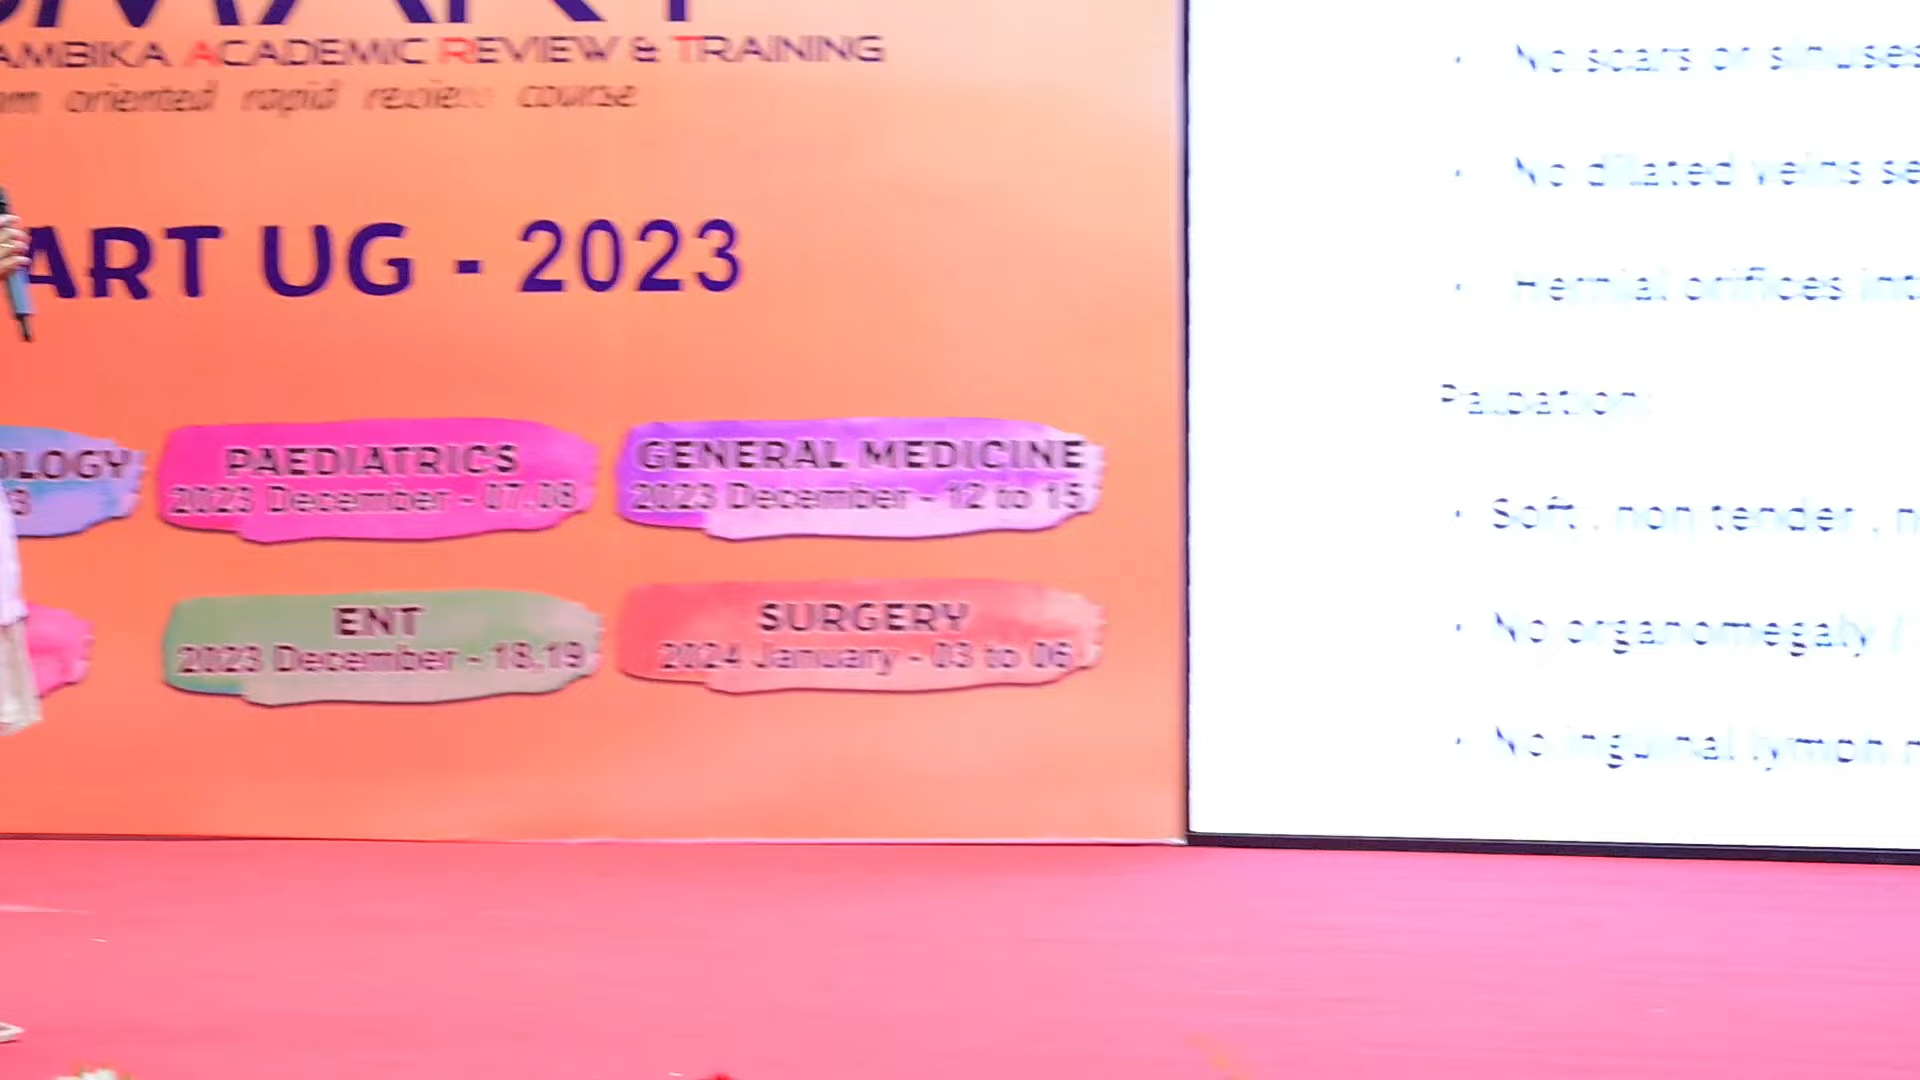 AMBIKA ACADEMIC REVIEW & TRAINING
oriented rapid review course
ART UG - 2023
PAEDIATRICS
2023 December - 07,08
GENERAL MEDICINE
2023 December - 12 to 15
ENT
2023 December - 18,19
SURGERY
2024 January - 03 to 06
• No scars or sinuses
• No dilated veins
• Hernial orifices
Palpation:
• Soft , non tender ,
• No organomegaly /
• No inguinal lymph